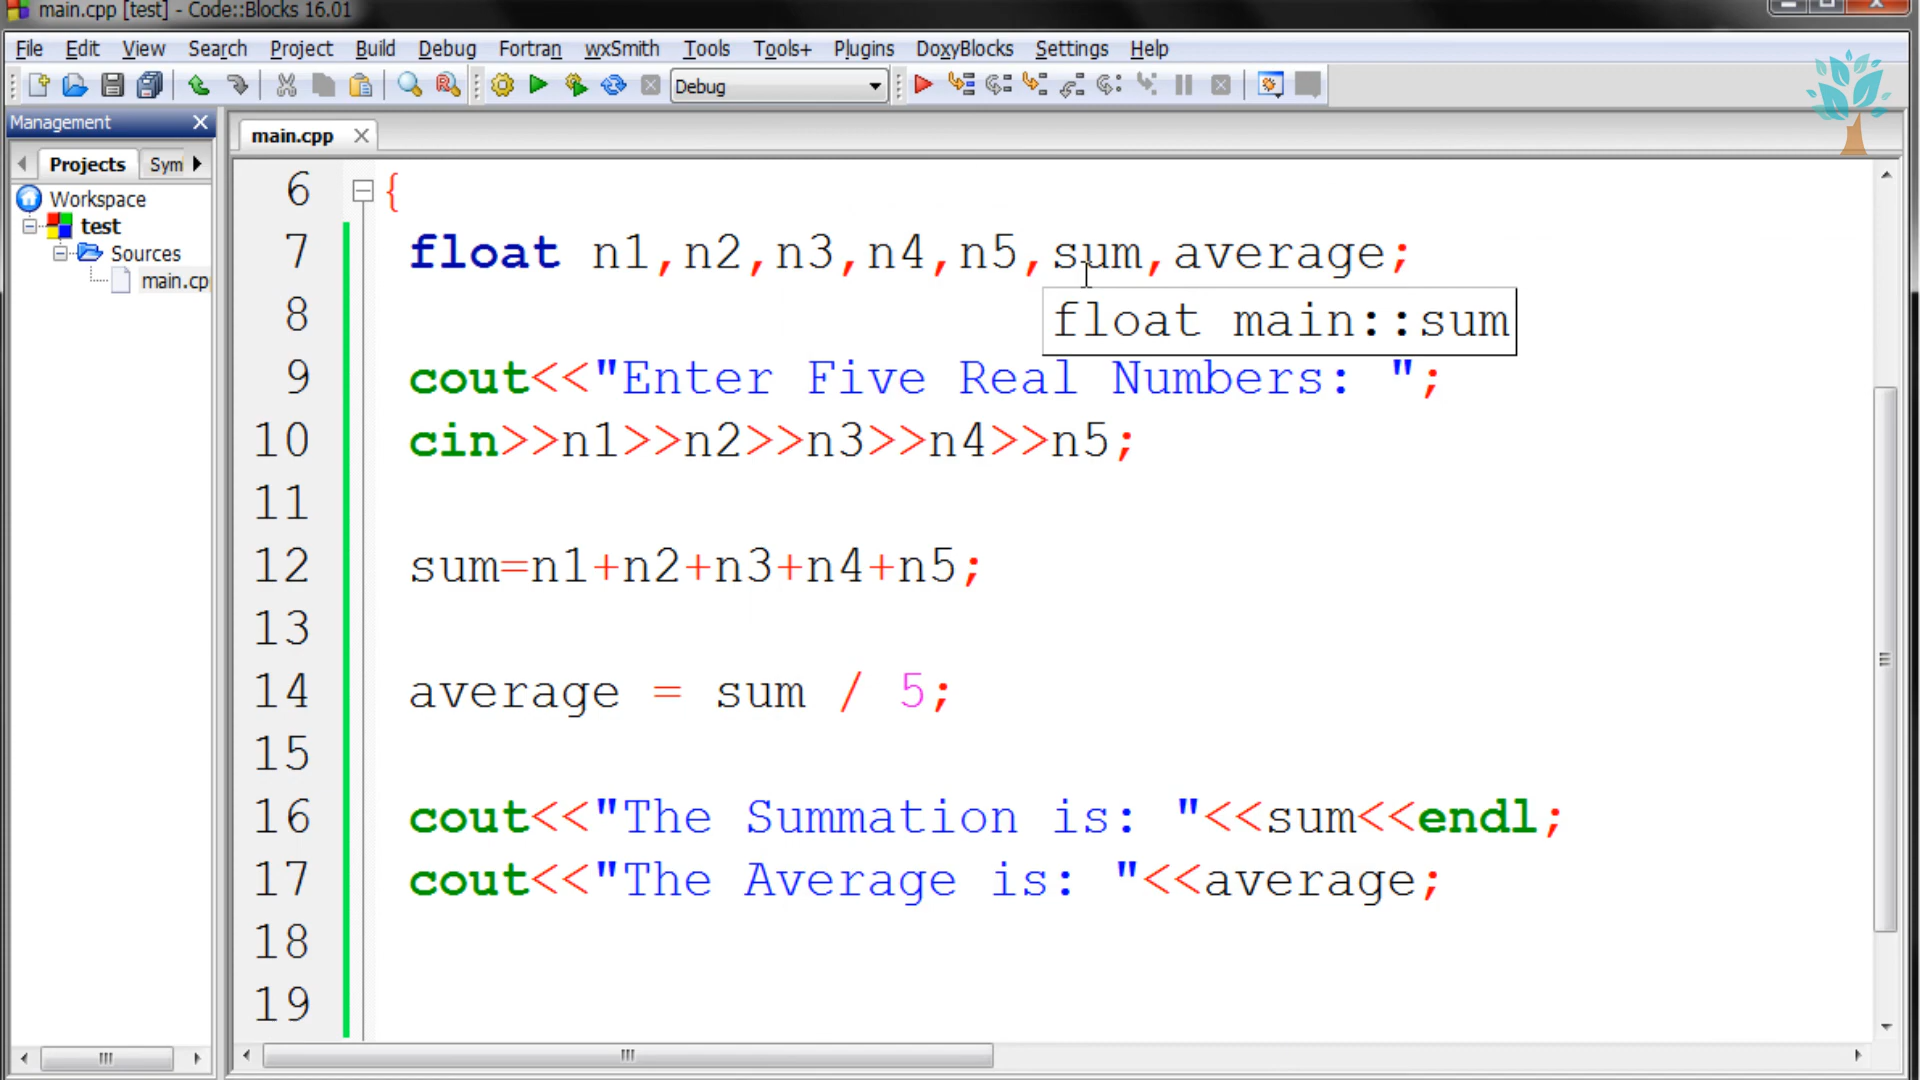 main.cpp [test] - Code::Blocks 16.01
File Edit View Search Project Build Debug Fortran wxSmith Tools Tools+ Plugins DoxyBlocks Settings Help
Debug
Management
main.cpp
Projects Sym
Workspace
test
Sources
main.cp
6 {
7 float n1,n2,n3,n4,n5,sum,average;
8
float main::sum
9 cout<<"Enter Five Real Numbers: ";
10 cin>>n1>>n2>>n3>>n4>>n5;
11
12 sum=n1+n2+n3+n4+n5;
13
14 average = sum / 5;
15
16 cout<<"The Summation is: "<<sum<<endl;
17 cout<<"The Average is: "<<average;
18
19